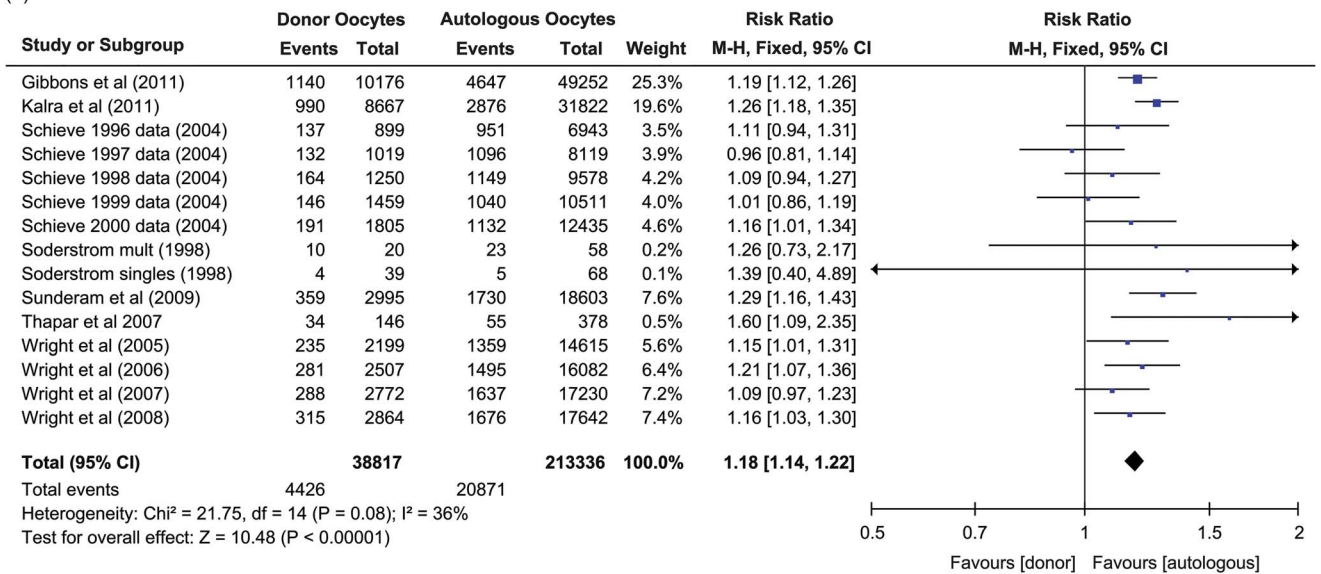 Donor Oocytes Autologous Oocytes Risk Ratio Risk Ratio
Study or Subgroup Events Total Events Total Weight M-H, Fixed, 95% CI M-H, Fixed, 95% CI
Gibbons et al (2011) 1140 10176 4647 49252 25.3% 1.19 [1.12, 1.26]
Kalra et al (2011) 990 8667 2876 31822 19.6% 1.26 [1.18, 1.35]
Schieve 1996 data (2004) 137 899 951 6943 3.5% 1.11 [0.94, 1.31]
Schieve 1997 data (2004) 132 1019 1096 8119 3.9% 0.96 [0.81, 1.14]
Schieve 1998 data (2004) 164 1250 1149 9578 4.2% 1.09 [0.94, 1.27]
Schieve 1999 data (2004) 146 1459 1040 10511 4.0% 1.01 [0.86, 1.19]
Schieve 2000 data (2004) 191 1805 1132 12435 4.6% 1.16 [1.01, 1.34]
Soderstrom mult (1998) 10 20 23 58 0.2% 1.26 [0.73, 2.17]
Soderstrom singles (1998) 4 39 5 68 0.1% 1.39 [0.40, 4.89]
Sunderam et al (2009) 359 2995 1730 18603 7.6% 1.29 [1.16, 1.43]
Thapar et al 2007 34 146 55 378 0.5% 1.60 [1.09, 2.35]
Wright et al (2005) 235 2199 1359 14615 5.6% 1.15 [1.01, 1.31]
Wright et al (2006) 281 2507 1495 16082 6.4% 1.21 [1.07, 1.36]
Wright et al (2007) 288 2772 1637 17230 7.2% 1.09 [0.97, 1.23]
Wright et al (2008) 315 2864 1676 17642 7.4% 1.16 [1.03, 1.30]
Total (95% CI) 38817 213336 100.0% 1.18 [1.14, 1.22]
Total events 4426 20871
Heterogeneity: Chi² = 21.75, df = 14 (P = 0.08); I² = 36%
Test for overall effect: Z = 10.48 (P < 0.00001)
0.5 0.7 1 1.5 2
Favours [donor] Favours [autologous]